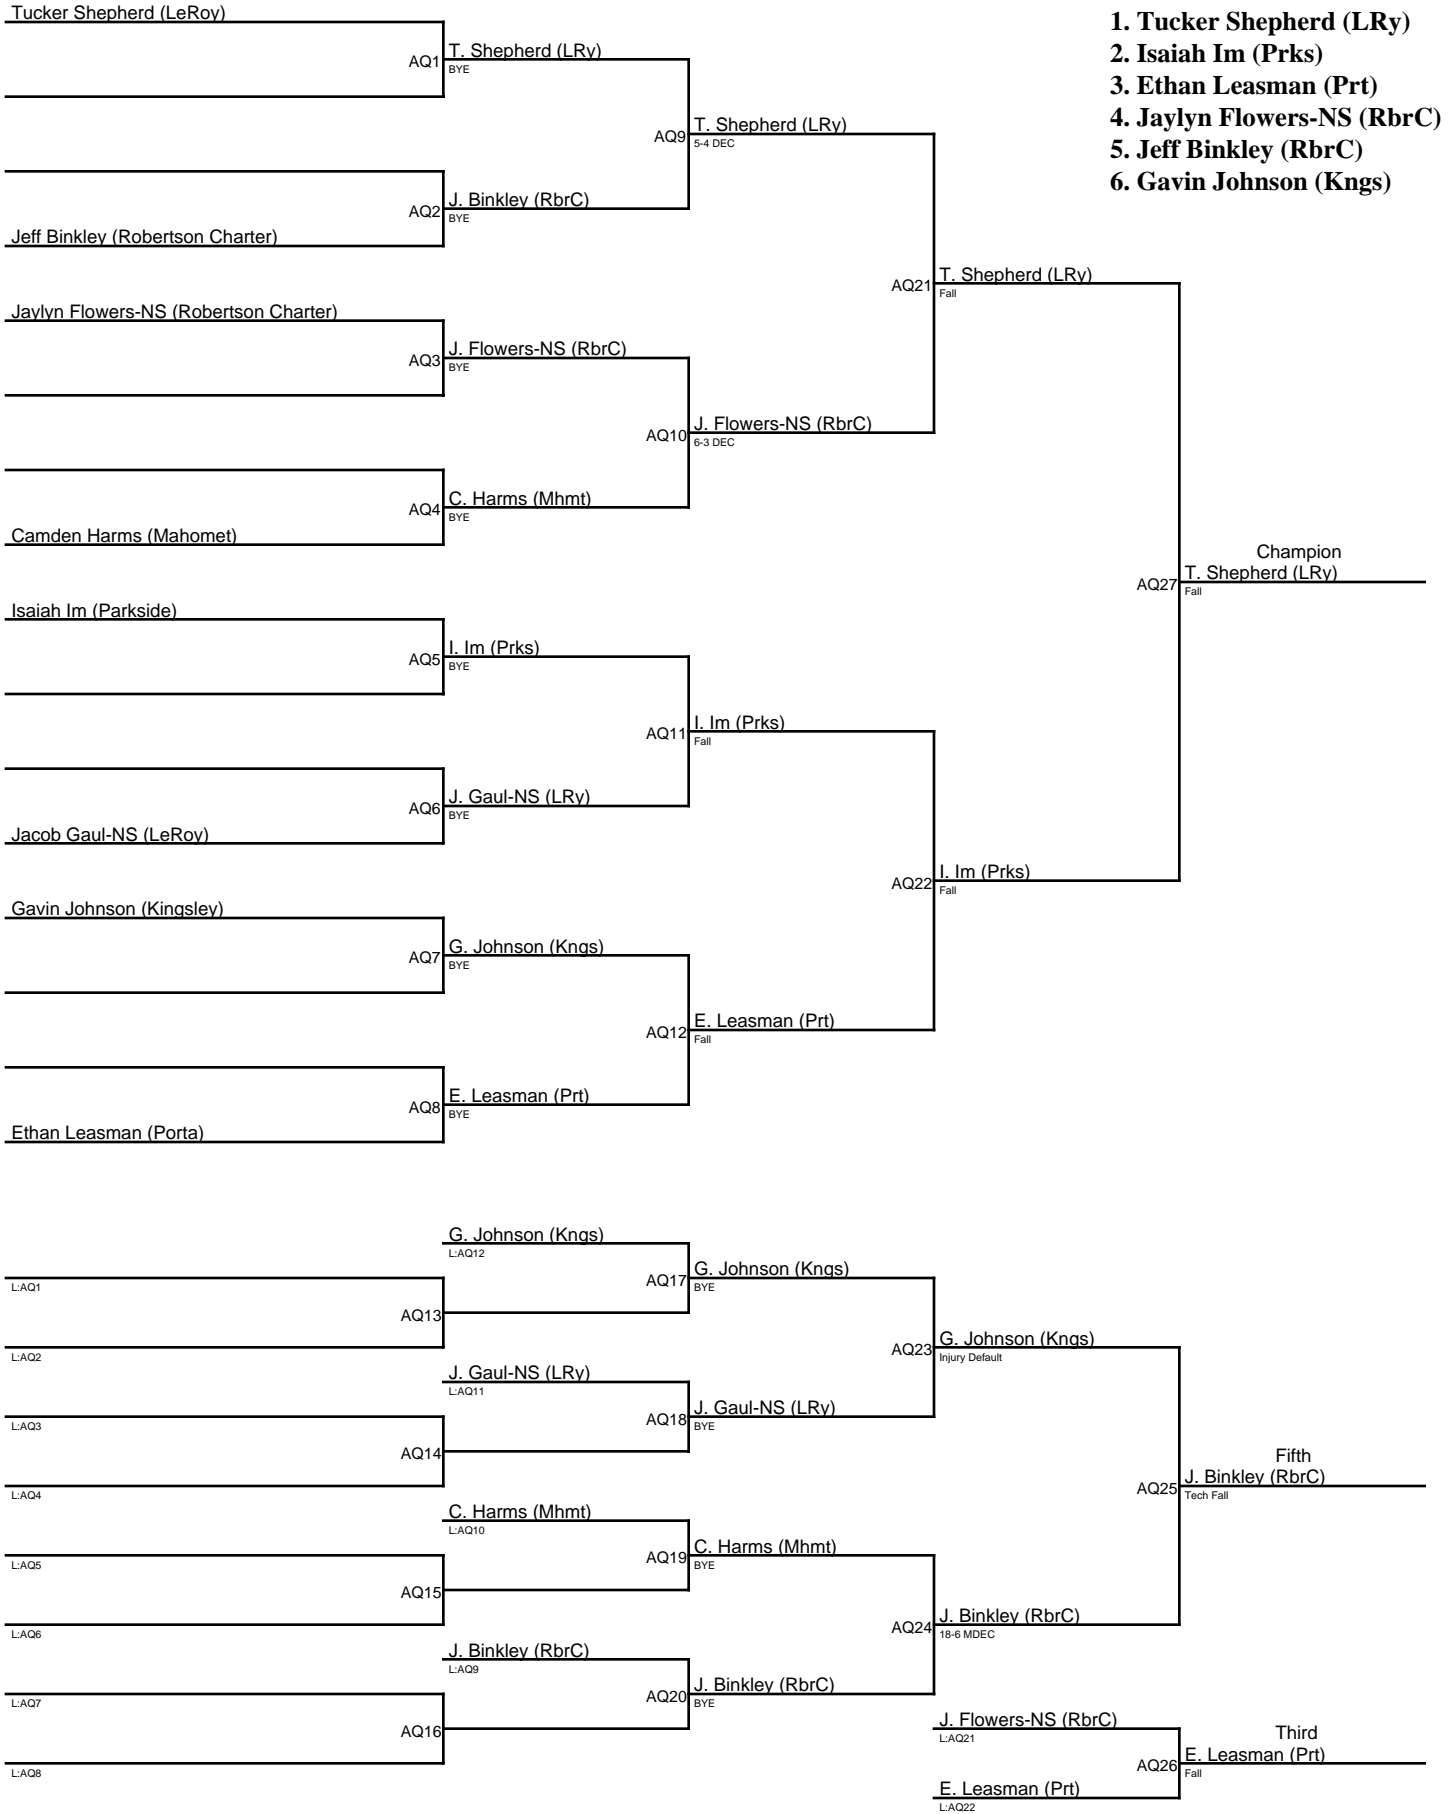 Tucker Shepherd (LeRoy)
AQ1
T. Shepherd (LRy)
BYE
AQ9
T. Shepherd (LRy)
5-4 DEC
AQ2
J. Binkley (RbrC)
BYE
Jeff Binkley (Robertson Charter)
AQ21
T. Shepherd (LRy)
Fall
Jaylyn Flowers-NS (Robertson Charter)
AQ3
J. Flowers-NS (RbrC)
BYE
AQ10
J. Flowers-NS (RbrC)
6-3 DEC
AQ4
C. Harms (Mhmt)
BYE
Camden Harms (Mahomet)
Champion
AQ27
T. Shepherd (LRy)
Fall
Isaiah Im (Parkside)
AQ5
I. Im (Prks)
BYE
AQ11
I. Im (Prks)
Fall
AQ6
J. Gaul-NS (LRy)
BYE
Jacob Gaul-NS (LeRoy)
AQ22
I. Im (Prks)
Fall
Gavin Johnson (Kingsley)
AQ7
G. Johnson (Kngs)
BYE
AQ12
E. Leasman (Prt)
Fall
AQ8
E. Leasman (Prt)
BYE
Ethan Leasman (Porta)
1. Tucker Shepherd (LRy)
2. Isaiah Im (Prks)
3. Ethan Leasman (Prt)
4. Jaylyn Flowers-NS (RbrC)
5. Jeff Binkley (RbrC)
6. Gavin Johnson (Kngs)
G. Johnson (Kngs)
L:AQ12
AQ17
G. Johnson (Kngs)
BYE
L:AQ1
AQ13
L:AQ2
AQ23
G. Johnson (Kngs)
Injury Default
J. Gaul-NS (LRy)
L:AQ11
AQ18
J. Gaul-NS (LRy)
BYE
L:AQ3
AQ14
L:AQ4
Fifth
AQ25
J. Binkley (RbrC)
Tech Fall
C. Harms (Mhmt)
L:AQ10
AQ19
C. Harms (Mhmt)
BYE
L:AQ5
AQ15
L:AQ6
AQ24
J. Binkley (RbrC)
18-6 MDEC
J. Binkley (RbrC)
L:AQ9
AQ20
J. Binkley (RbrC)
BYE
L:AQ7
AQ16
L:AQ8
J. Flowers-NS (RbrC)
L:AQ21
Third
AQ26
E. Leasman (Prt)
Fall
E. Leasman (Prt)
L:AQ22